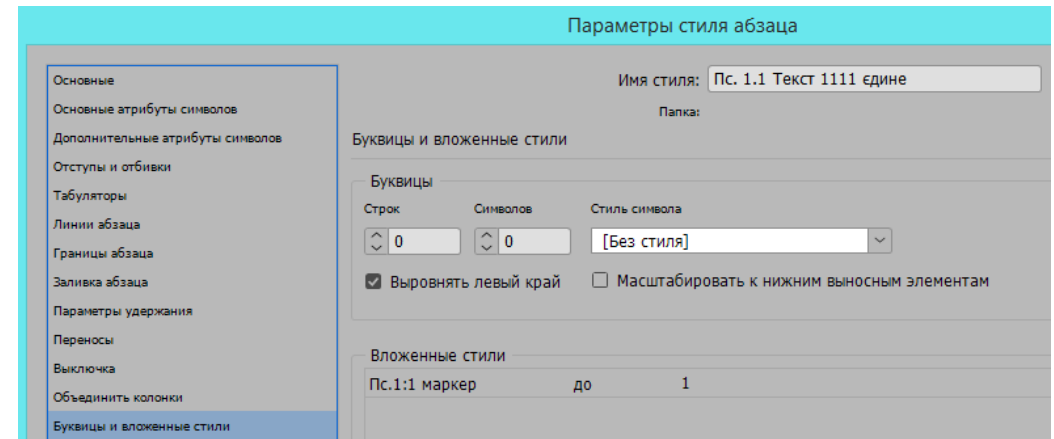 Параметры стиля абзаца
Основные
Основные атрибуты символов
Дополнительные атрибуты символов
Отступы и отбивки
Табуляторы
Линии абзаца
Границы абзаца
Заливка абзаца
Параметры удержания
Переносы
Выключка
Объединить колонки
Буквицы и вложенные стили
Имя стиля: Пс. 1.1 Текст 1111 єдине
Папка:
Буквицы и вложенные стили
Буквицы
Строк Символов Стиль символа
0 0 [Без стиля]
Выровнять левый край Масштабировать к нижним выносным элементам
Вложенные стили
Пс.1:1 маркер до 1